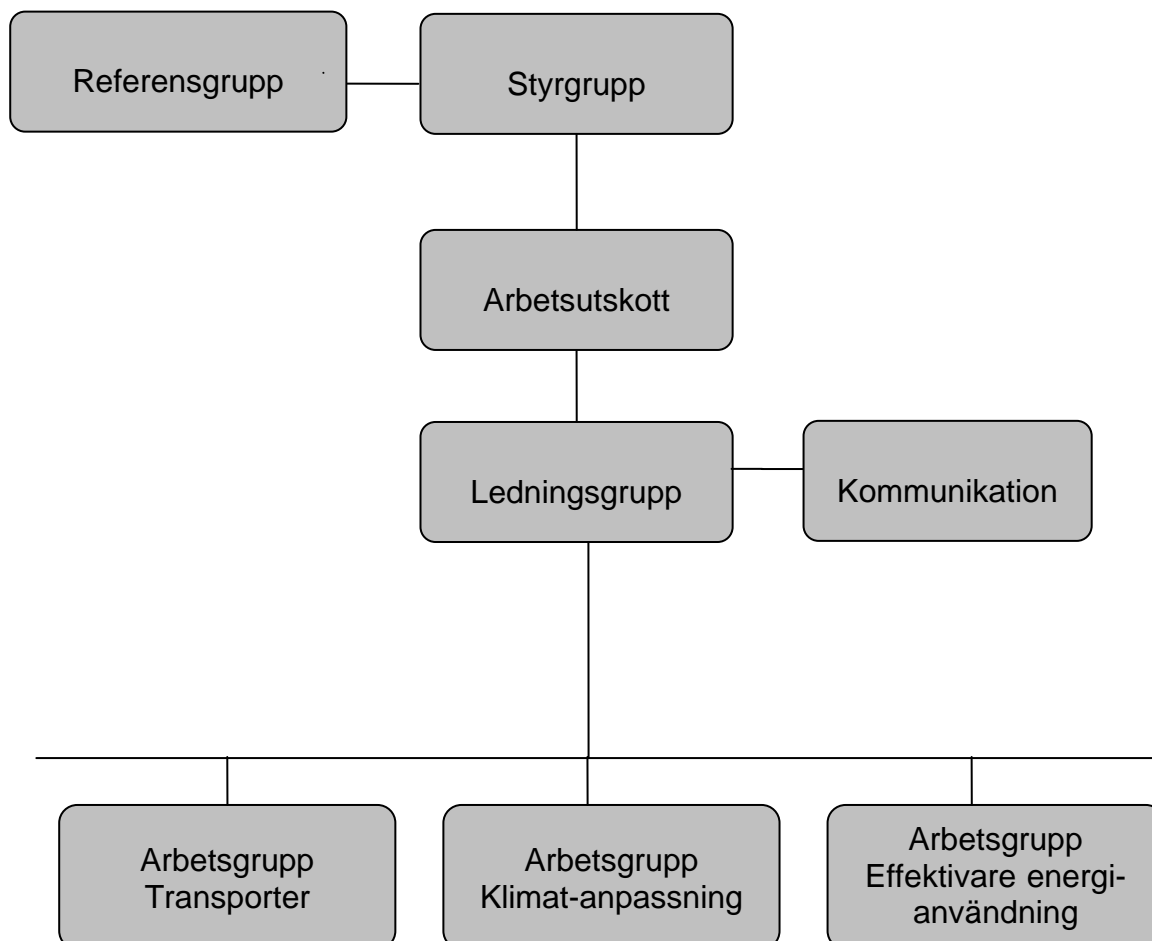 Referensgrupp
Styrgrupp
Arbetsutskott
Ledningsgrupp
Kommunikation
Arbetsgrupp
Transporter
Arbetsgrupp
Klimat-anpassning
Arbetsgrupp
Effektivare energi-
användning